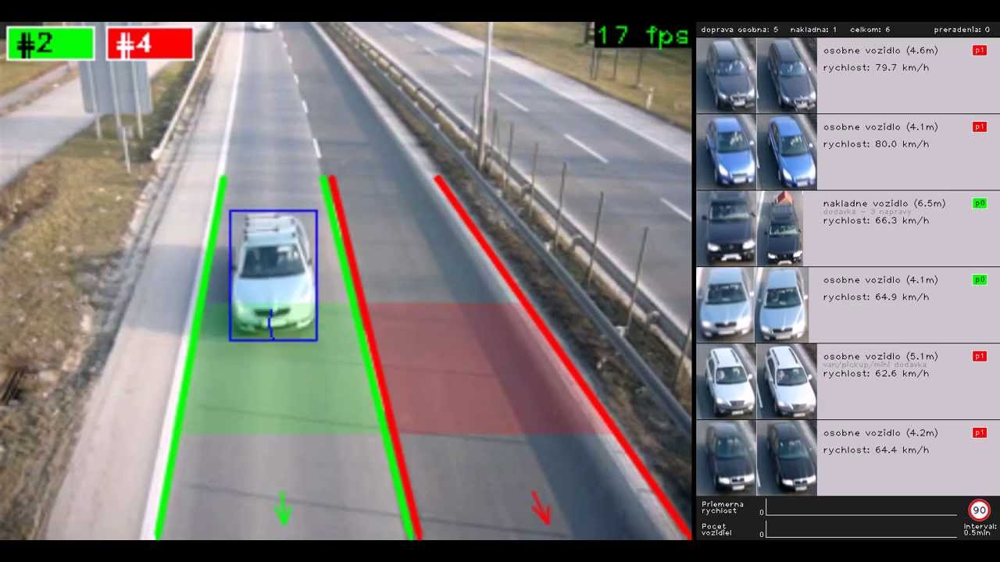 #2
#4
17 fps
doprava osobna: 5 nakladna: 1 celkom: 6 preradenia: 0
osobne vozidlo (4.6m) p1
rychlost: 79.7 km/h
osobne vozidlo (4.1m) p1
rychlost: 80.0 km/h
nakladne vozidlo (6.5m) p0
dodavka - 3 napravy
rychlost: 66.3 km/h
osobne vozidlo (4.1m) p0
rychlost: 64.9 km/h
osobne vozidlo (5.1m) p1
van/pickup/mini dodavka
rychlost: 62.6 km/h
osobne vozidlo (4.2m) p1
rychlost: 64.4 km/h
Priemerna
rychlost
0
90
Pocet
vozidiel
0
Interval:
0.5min